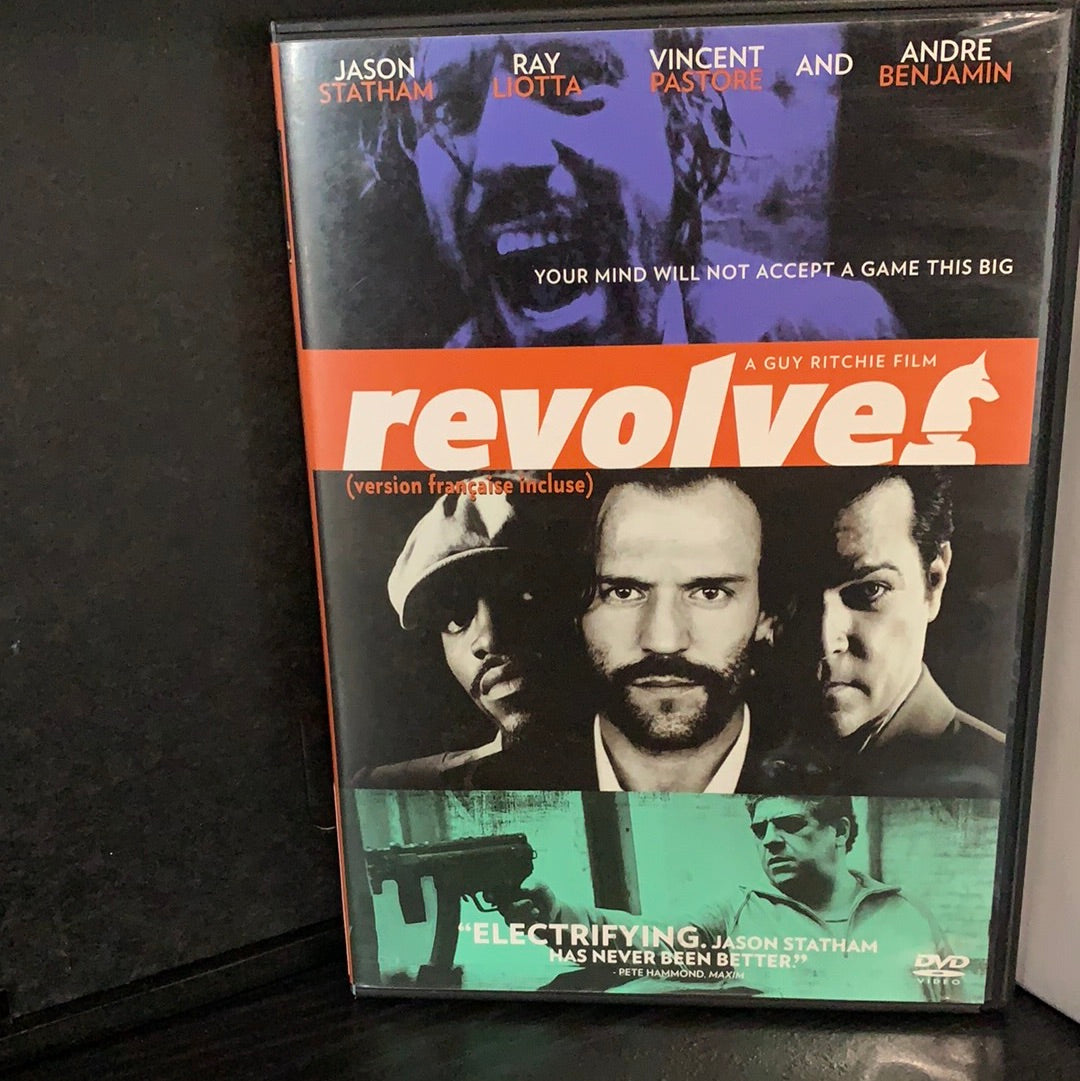 JASON STATHAM
RAY LIOTTA
VINCENT PASTORE
AND
ANDRE BENJAMIN
YOUR MIND WILL NOT ACCEPT A GAME THIS BIG
A GUY RITCHIE FILM
revolver
(version française incluse)
“ELECTRIFYING. JASON STATHAM
HAS NEVER BEEN BETTER.”
- PETE HAMMOND, MAXIM
DVD
VIDEO